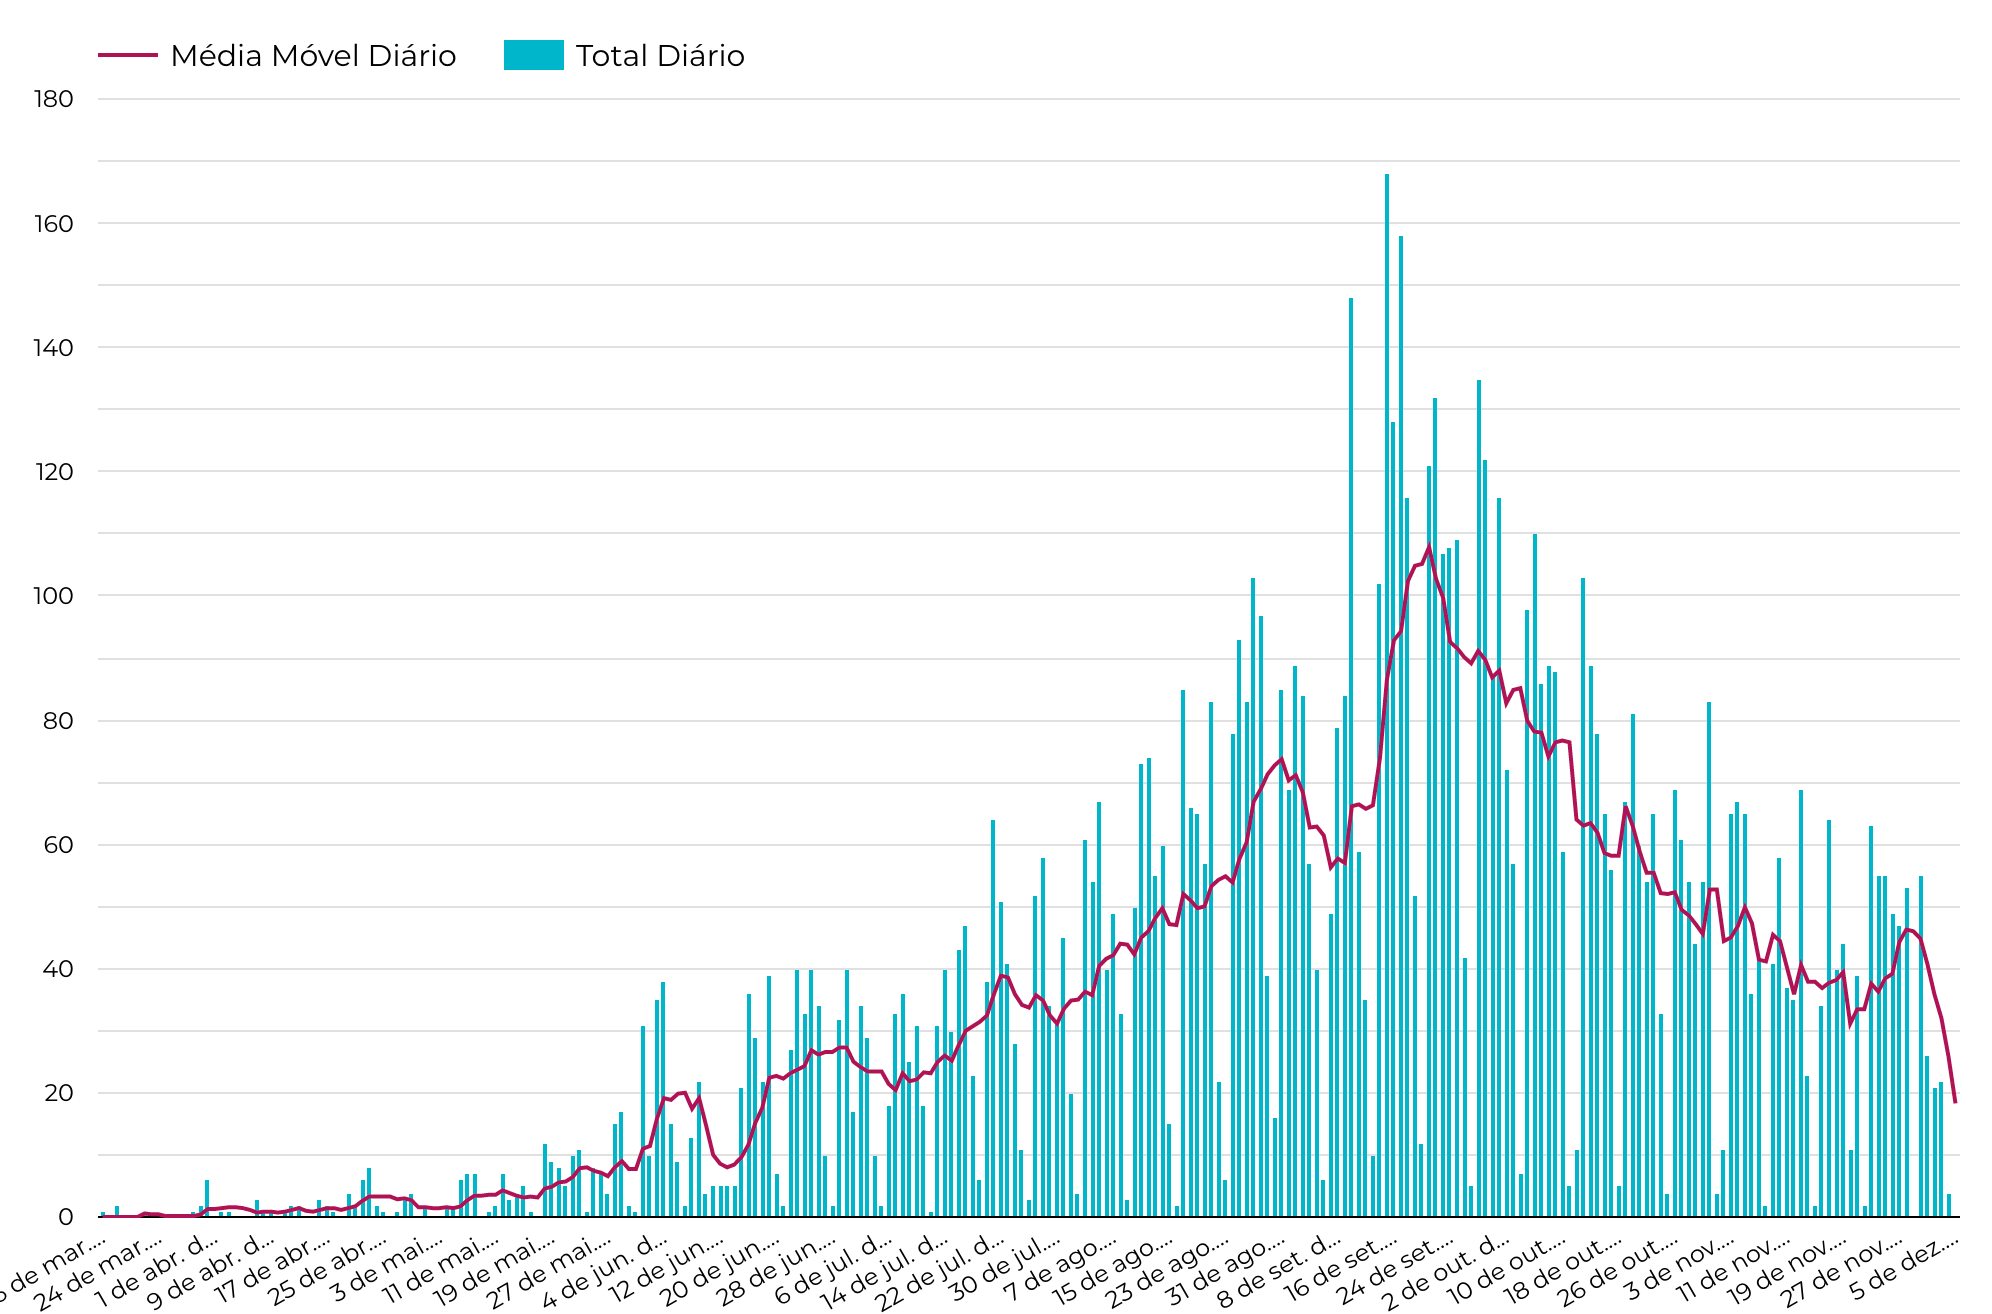 Média Móvel Diário Total Diário
180
160
140
120
100
80
60
40
20
0
de mar....
24 de mar....
1 de abr. d...
9 de abr. d...
17 de abr....
25 de abr....
3 de mai....
11 de mai....
19 de mai....
27 de mai....
4 de jun. d...
12 de jun....
20 de jun....
28 de jun....
6 de jul. d...
14 de jul. d...
22 de jul. d...
30 de jul....
7 de ago....
15 de ago....
23 de ago....
31 de ago....
8 de set. d...
16 de set....
24 de set....
2 de out. d...
10 de out....
18 de out....
26 de out....
3 de nov....
11 de nov....
19 de nov....
27 de nov....
5 de dez....